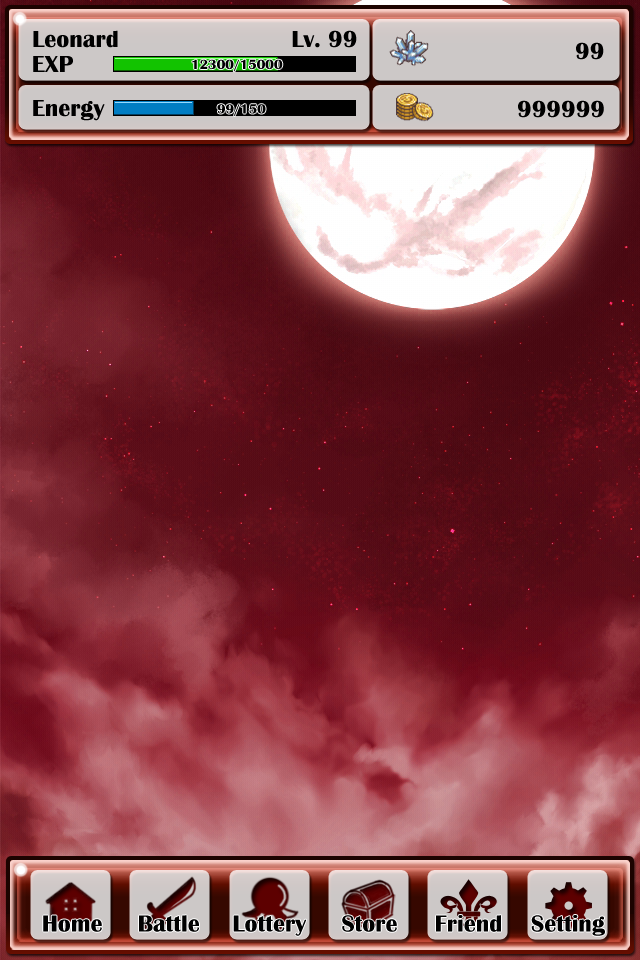 Leonard Lv. 99
EXP 12300/15000
99
Energy 99/150
999999
Home Battle Lottery Store Friend Setting